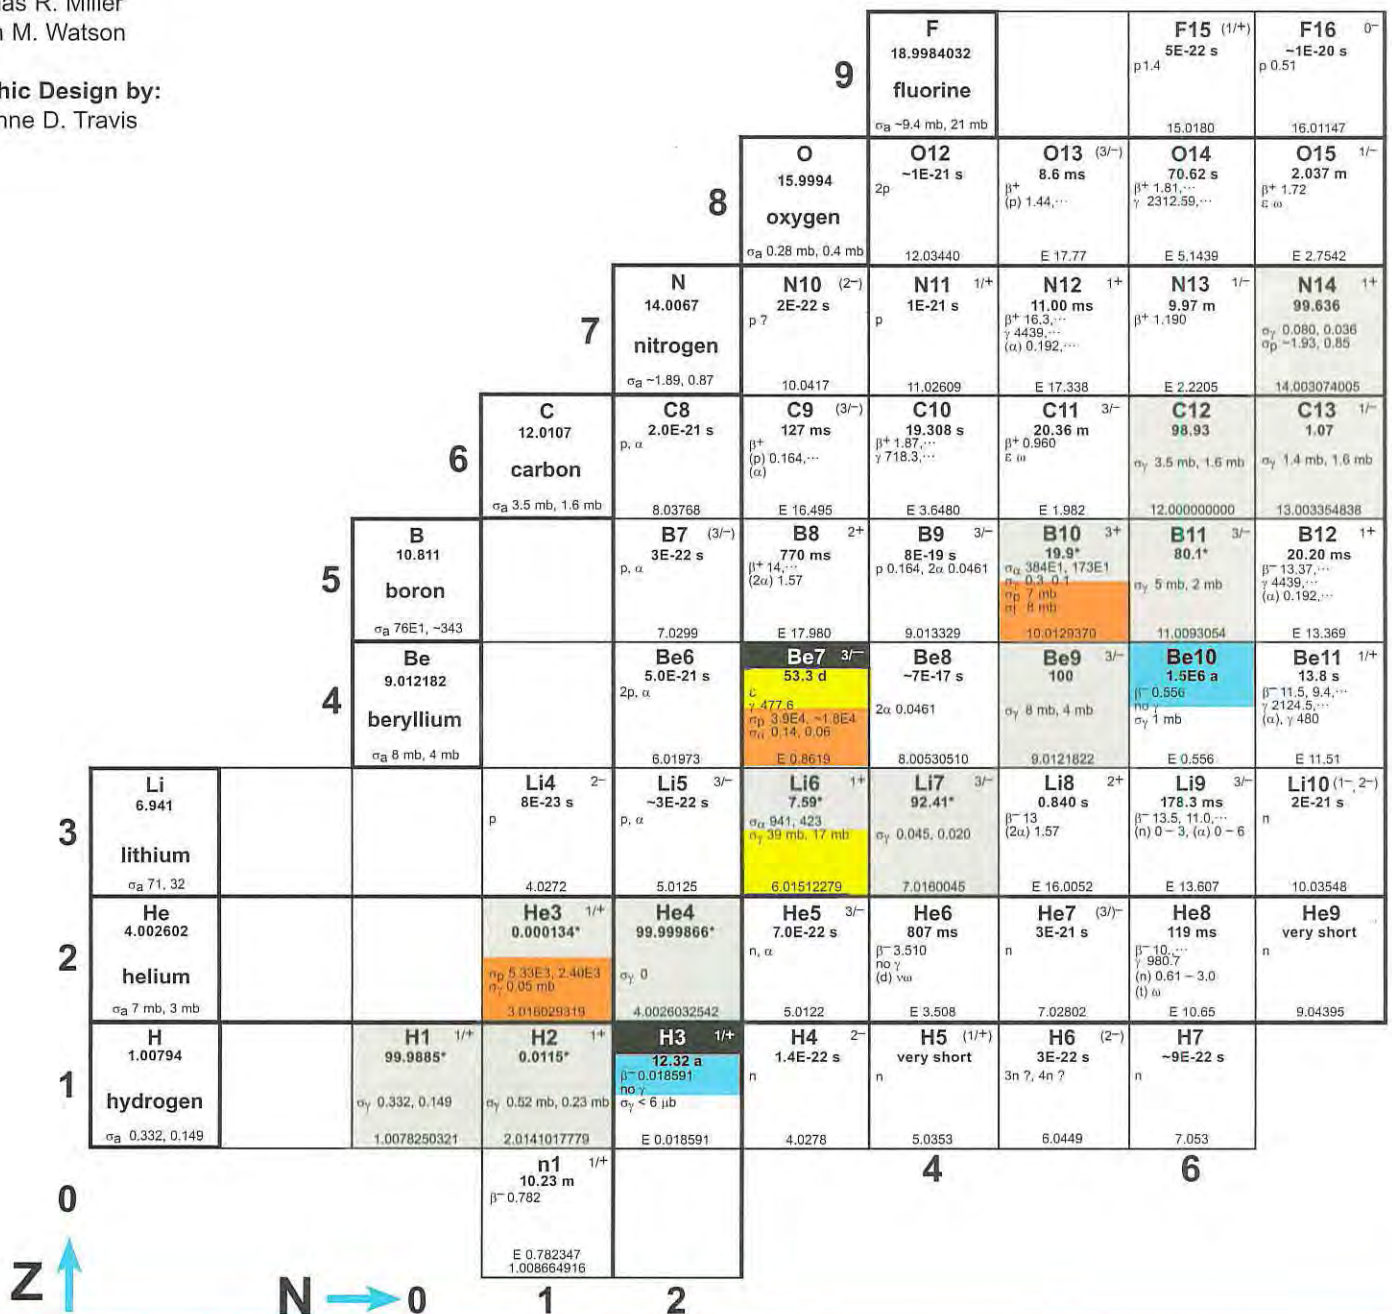 as R. Miller
M. Watson
hic Design by:
nne D. Travis
9
F
18.9984032
fluorine
σa ~9.4 mb, 21 mb
F15 (1/+)
5E-22 s
p1.4
15.0180
F16 0−
~1E-20 s
p 0.51
16.01147
8
O
15.9994
oxygen
σa 0.28 mb, 0.4 mb
O12
~1E-21 s
2p
12.03440
O13 (3/−)
8.6 ms
β+
(p) 1.44,···
E 17.77
O14
70.62 s
β+ 1.81,···
γ 2312.59,···
E 5.1439
O15 1/−
2.037 m
β+ 1.72
ε ω
E 2.7542
7
N
14.0067
nitrogen
σa ~1.89, 0.87
N10 (2−)
2E-22 s
p ?
10.0417
N11 1/+
1E-21 s
p
11.02609
N12 1+
11.00 ms
β+ 16.3,···
γ 4439,···
(α) 0.192,···
E 17.338
N13 1/−
9.97 m
β+ 1.190
E 2.2205
N14 1+
99.636
σγ 0.080, 0.036
σp ~1.93, 0.85
14.003074005
6
C
12.0107
carbon
σa 3.5 mb, 1.6 mb
C8
2.0E-21 s
p, α
8.03768
C9 (3/−)
127 ms
β+
(p) 0.164,···
(α)
E 16.495
C10
19.308 s
β+ 1.87,···
γ 718.3,···
E 3.6480
C11 3/−
20.36 m
β+ 0.960
ε ω
E 1.982
C12
98.93
σγ 3.5 mb, 1.6 mb
12.000000000
C13 1/−
1.07
σγ 1.4 mb, 1.6 mb
13.003354838
5
B
10.811
boron
σa 76E1, ~343
B7 (3/−)
3E-22 s
p, α
7.0299
B8 2+
770 ms
β+ 14,···
(2α) 1.57
E 17.980
B9 3/−
8E-19 s
p 0.164, 2α 0.0461
9.013329
B10 3+
19.9*
σα 384E1, 173E1
σγ 0.3, 0.1
σp 7 mb
σt 8 mb
10.0129370
B11 3/−
80.1*
σγ 5 mb, 2 mb
11.0093054
B12 1+
20.20 ms
β− 13.37,···
γ 4439,···
(α) 0.192,···
E 13.369
4
Be
9.012182
beryllium
σa 8 mb, 4 mb
Be6
5.0E-21 s
2p, α
6.01973
Be7 3/−
53.3 d
ε
γ 477.6
σp 3.9E4, ~1.8E4
σα 0.14, 0.06
E 0.8619
Be8
~7E-17 s
2α 0.0461
8.00530510
Be9 3/−
100
σγ 8 mb, 4 mb
9.0121822
Be10
1.5E6 a
β− 0.556
no γ
σγ 1 mb
E 0.556
Be11 1/+
13.8 s
β− 11.5, 9.4,···
γ 2124.5,···
(α), γ 480
E 11.51
3
Li
6.941
lithium
σa 71, 32
Li4 2−
8E-23 s
p
4.0272
Li5 3/−
~3E-22 s
p, α
5.0125
Li6 1+
7.59*
σα 941, 423
σγ 39 mb, 17 mb
6.01512279
Li7 3/−
92.41*
σγ 0.045, 0.020
7.0160045
Li8 2+
0.840 s
β− 13
(2α) 1.57
E 16.0052
Li9 3/−
178.3 ms
β− 13.5, 11.0,···
(n) 0 − 3, (α) 0 − 6
E 13.607
Li10 (1−, 2−)
2E-21 s
n
10.03548
2
He
4.002602
helium
σa 7 mb, 3 mb
He3 1/+
0.000134*
σp 5.33E3, 2.40E3
σγ 0.05 mb
3.016029319
He4
99.999866*
σγ 0
4.0026032542
He5 3/−
7.0E-22 s
n, α
5.0122
He6
807 ms
β− 3.510
no γ
(d) νω
E 3.508
He7 (3/)−
3E-21 s
n
7.02802
He8
119 ms
β− 10,···
γ 980.7
(n) 0.61 − 3.0
(t) ω
E 10.65
He9
very short
n
9.04395
1
H
1.00794
hydrogen
σa 0.332, 0.149
H1 1/+
99.9885*
σγ 0.332, 0.149
1.0078250321
H2 1+
0.0115*
σγ 0.52 mb, 0.23 mb
2.0141017779
H3 1/+
12.32 a
β− 0.018591
no γ
σγ < 6 μb
E 0.018591
H4 2−
1.4E-22 s
n
4.0278
H5 (1/+)
very short
n
5.0353
H6 (2−)
3E-22 s
3n ?, 4n ?
6.0449
H7
~9E-22 s
n
7.053
0
n1 1/+
10.23 m
β− 0.782
E 0.782347
1.008664916
4
6
Z
N
0
1
2